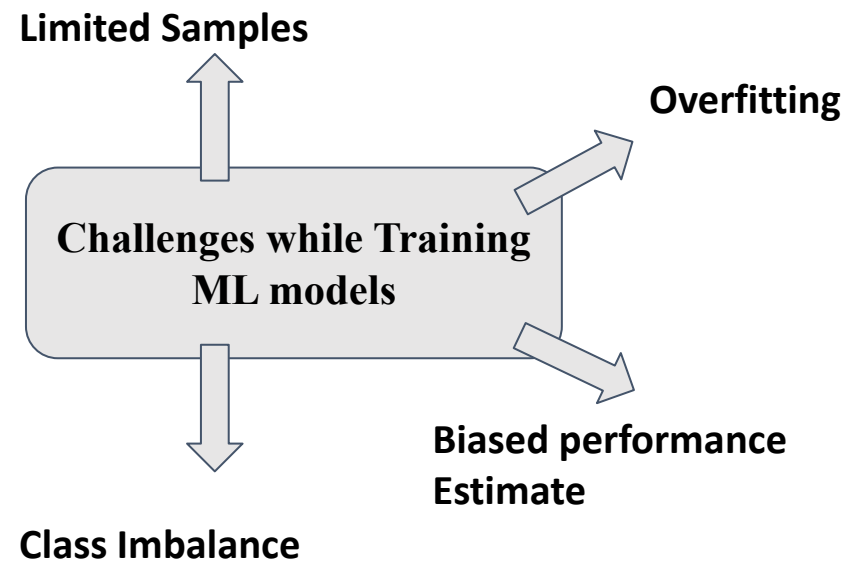 Limited Samples
Overfitting
Challenges while Training
ML models
Biased performance
Estimate
Class Imbalance